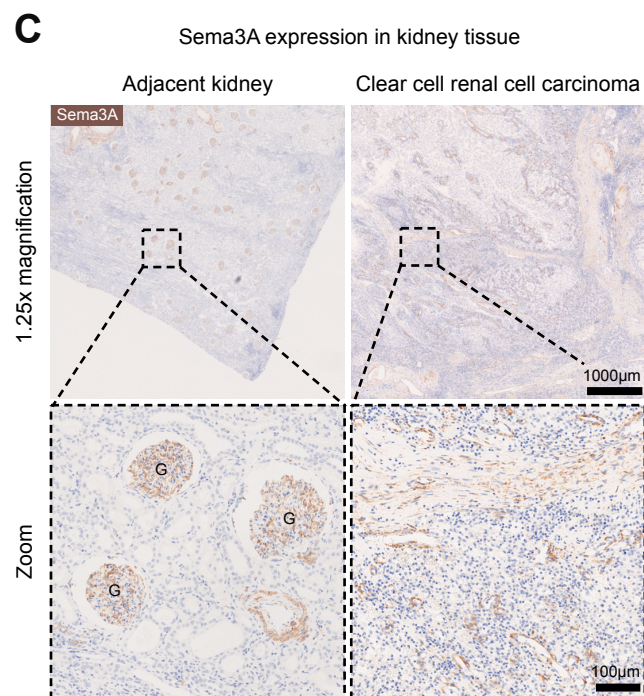 C
Sema3A expression in kidney tissue
Adjacent kidney
Clear cell renal cell carcinoma
Sema3A
1.25x magnification
1000µm
Zoom
G
G
G
100µm